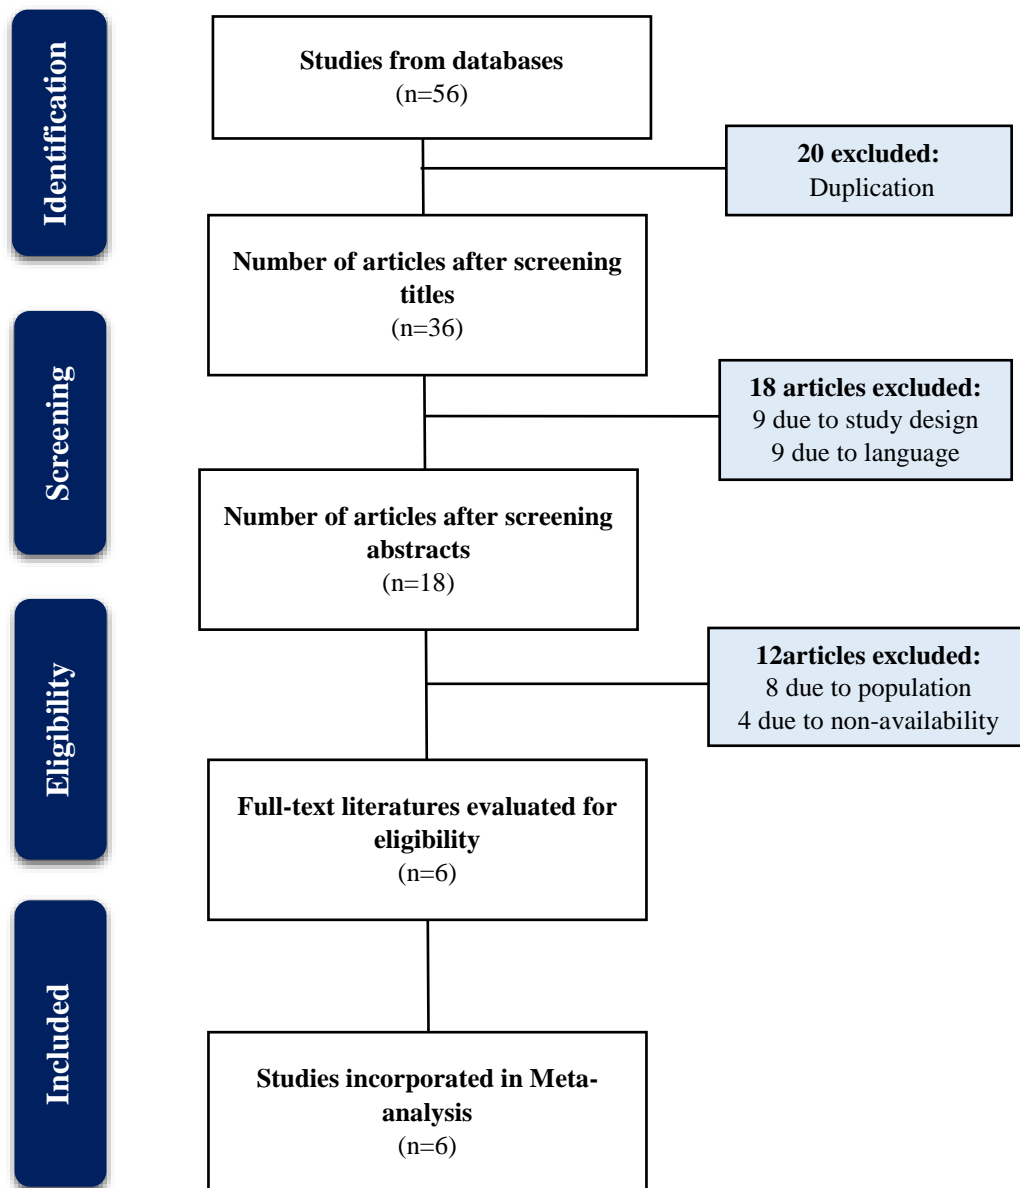 Identification
Studies from databases
(n=56)
20 excluded:
Duplication
Number of articles after screening
titles
(n=36)
Screening
18 articles excluded:
9 due to study design
9 due to language
Number of articles after screening
abstracts
(n=18)
Eligibility
12articles excluded:
8 due to population
4 due to non-availability
Full-text literatures evaluated for
eligibility
(n=6)
Included
Studies incorporated in Meta-
analysis
(n=6)